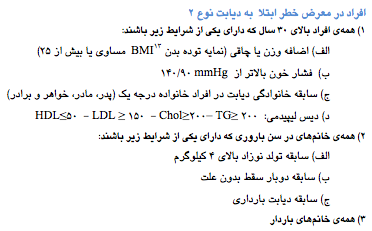 افراد در معرض خطر ابتلا به دیابت نوع ۲
۱) همه‌ی افراد بالای ۳۰ سال که دارای یکی از شرایط زیر باشند:
الف) اضافه وزن یا چاقی (نمایه توده بدن BMI۱۳ مساوی یا بیش از ۲۵)
ب) فشار خون بالاتر از ۱۴۰/۹۰ mmHg
ج) سابقه خانوادگی دیابت در افراد خانواده درجه یک (پدر، مادر، خواهر و برادر)
د) دیس لیپیدمی: HDL≤۵۰ - LDL ≥ ۱۵۰ - Chol≥۲۰۰- TG≥ ۲۰۰
۲) همه‌ی خانم‌های در سن باروری که دارای یکی از شرایط زیر باشند:
الف) سابقه تولد نوزاد بالای ۴ کیلوگرم
ب) سابقه دوبار سقط بدون علت
ج) سابقه دیابت بارداری
۳) همه‌ی خانم‌های باردار